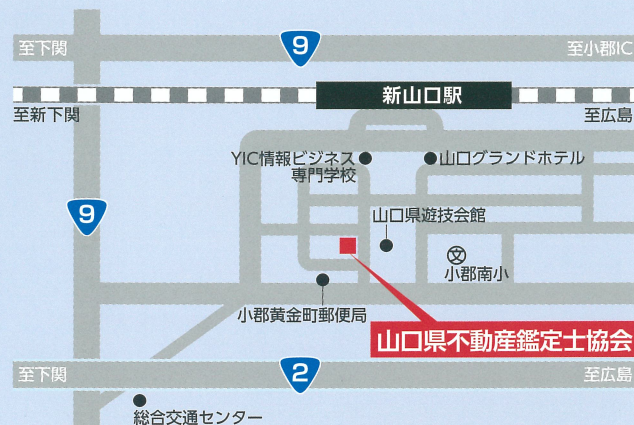 至下関
9
至小郡IC
新山口駅
至新下関
至広島
YIC情報ビジネス
専門学校
山口グランドホテル
9
山口県遊技会館
文
小郡南小
小郡黄金町郵便局
山口県不動産鑑定士協会
至下関
2
至広島
総合交通センター